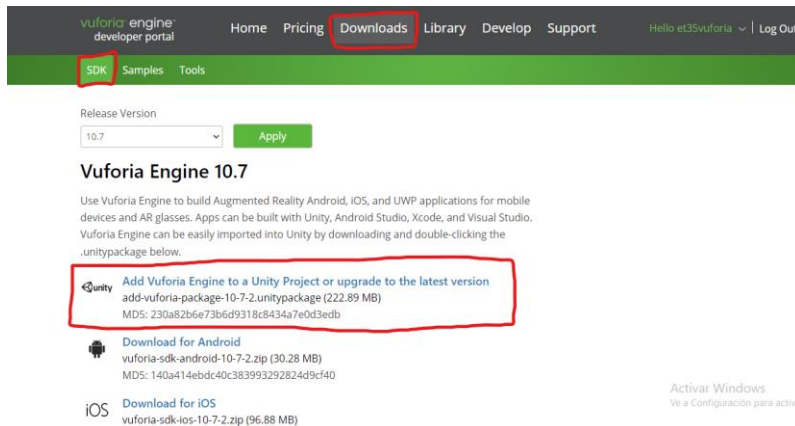 vuforia engine
developer portal
Home Pricing Downloads Library Develop Support
Hello et35vuforia | Log Out
SDK Samples Tools
Release Version
10.7
Apply
Vuforia Engine 10.7
Use Vuforia Engine to build Augmented Reality Android, iOS, and UWP applications for mobile
devices and AR glasses. Apps can be built with Unity, Android Studio, Xcode, and Visual Studio.
Vuforia Engine can be easily imported into Unity by downloading and double-clicking the
.unitypackage below.
unity
Add Vuforia Engine to a Unity Project or upgrade to the latest version
add-vuforia-package-10-7-2.unitypackage (222.89 MB)
MD5: 230a82b6e73b6d9318c8434a7e0d3edb
Download for Android
vuforia-sdk-android-10-7-2.zip (30.28 MB)
MD5: 140a414ebdc40c383993292824d9cf40
Activar Windows
Ve a Configuración para activ
iOS
Download for iOS
vuforia-sdk-ios-10-7-2.zip (96.88 MB)